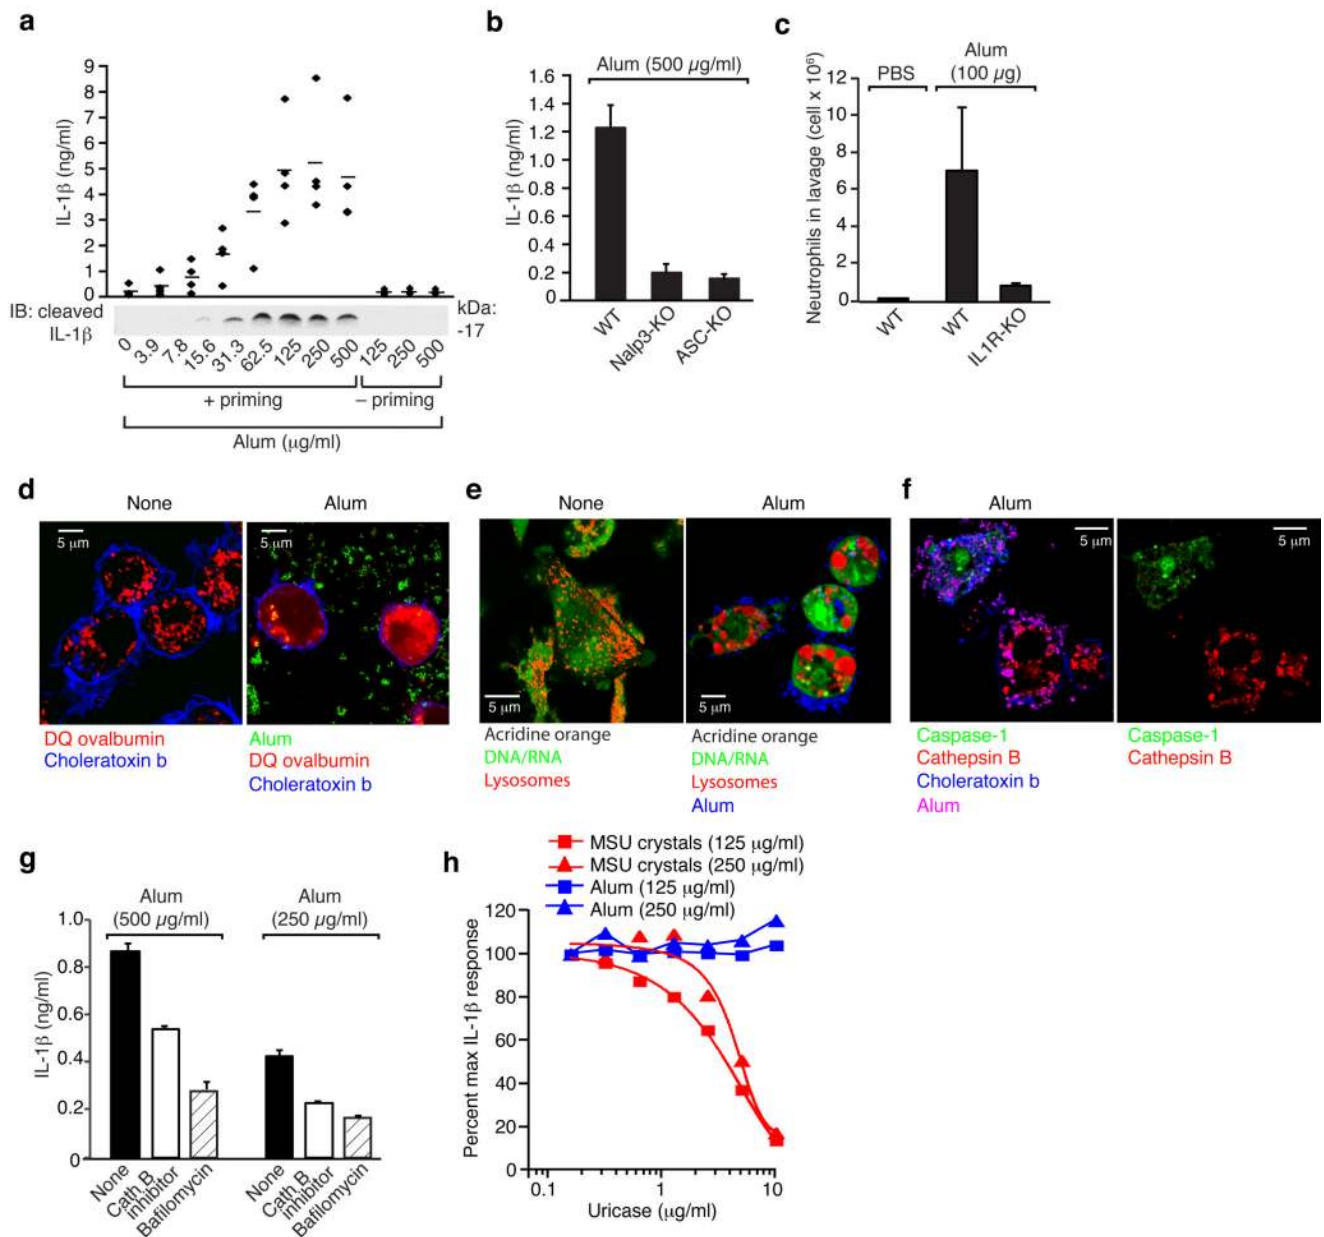 a
9
8
7
6
5
4
3
2
1
0
IL-1β (ng/ml)
IB: cleaved
IL-1β
kDa:
-17
0 3.9 7.8 15.6 31.3 62.5 125 250 500 125 250 500
+ priming – priming
Alum (μg/ml)
b
Alum (500 μg/ml)
1.6
1.4
1.2
1.0
0.8
0.6
0.4
0.2
0
IL-1β (ng/ml)
WT Nalp3-KO ASC-KO
c
Alum
PBS (100 μg)
12
10
8
6
4
2
0
Neutrophils in lavage (cell x 10⁶)
WT WT IL1R-KO
d
None Alum
5 μm 5 μm
DQ ovalbumin
Choleratoxin b
Alum
DQ ovalbumin
Choleratoxin b
e
None Alum
5 μm 5 μm
Acridine orange
DNA/RNA
Lysosomes
Acridine orange
DNA/RNA
Lysosomes
Alum
f
Alum
5 μm 5 μm
Caspase-1
Cathepsin B
Choleratoxin b
Alum
Caspase-1
Cathepsin B
g
Alum Alum
(500 μg/ml) (250 μg/ml)
1.0
0.8
0.6
0.4
0.2
0
IL-1β (ng/ml)
None Cath B inhibitor Bafilomycin None Cath B inhibitor Bafilomycin
h
MSU crystals (125 μg/ml)
MSU crystals (250 μg/ml)
Alum (125 μg/ml)
Alum (250 μg/ml)
120
100
80
60
40
20
0
Percent max IL-1β response
0.1 1 10
Uricase (μg/ml)